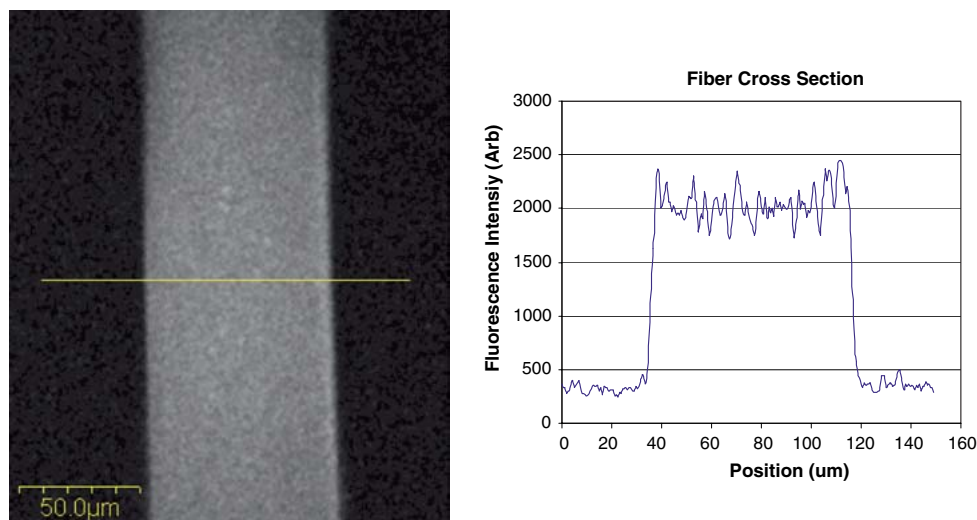 50.0µm
Fiber Cross Section
Fluorescence Intensiy (Arb)
3000
2500
2000
1500
1000
500
0
0 20 40 60 80 100 120 140 160
Position (um)